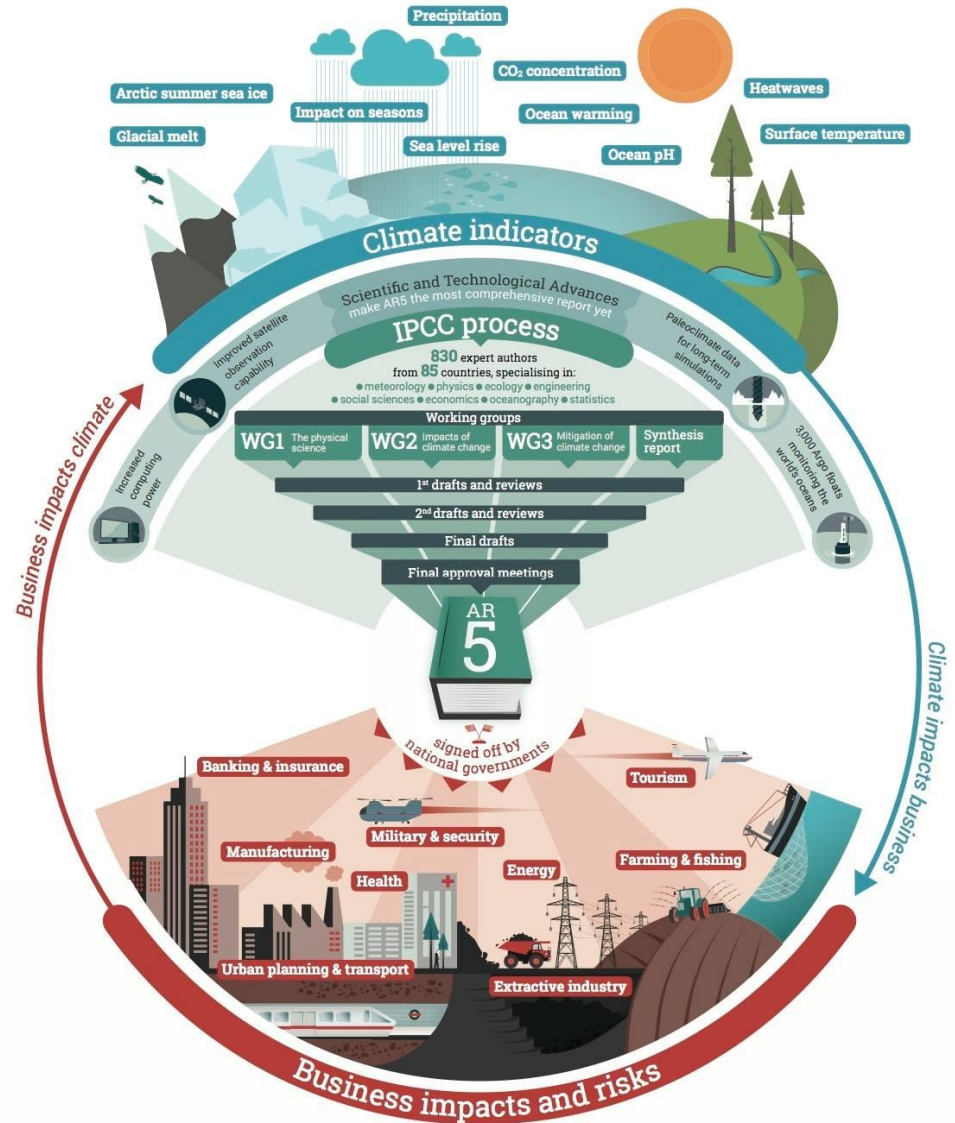 Precipitation
CO₂ concentration
Heatwaves
Arctic summer sea ice
Impact on seasons
Ocean warming
Glacial melt
Sea level rise
Ocean pH
Surface temperature
Climate indicators
Scientific and Technological Advances
make AR5 the most comprehensive report yet
IPCC process
830 expert authors
from 85 countries, specialising in:
● meteorology ● physics ● ecology ● engineering
● social sciences ● economics ● oceanography ● statistics
Improved satellite
observation
capability
Increased
computing
power
Paleoclimate data
for long-term
simulations
3,000 Argo floats
monitoring the
world's oceans
Working groups
WG1 The physical
science
WG2 impacts of
climate change
WG3 Mitigation of
climate change
Synthesis
report
1st drafts and reviews
2nd drafts and reviews
Final drafts
Final approval meetings
AR
5
signed off by
national governments
Business impacts climate
Climate impacts business
Banking & insurance
Tourism
Military & security
Manufacturing
Health
Energy
Farming & fishing
Urban planning & transport
Extractive industry
Business impacts and risks